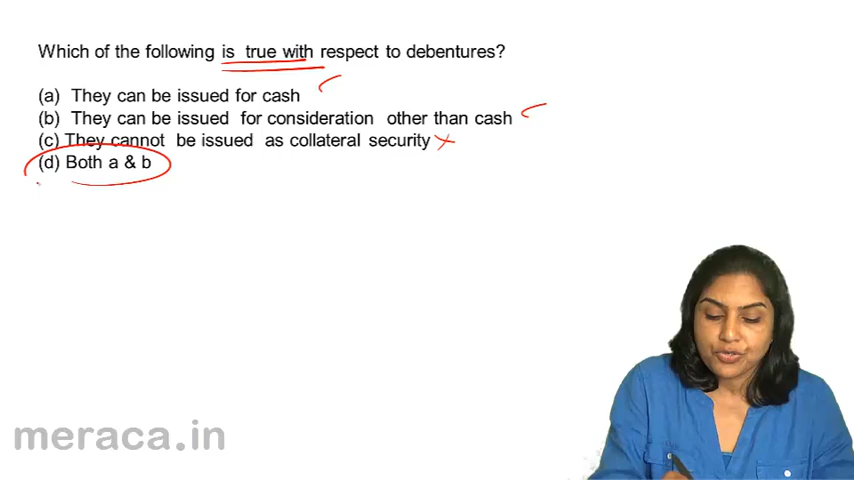 Which of the following is true with respect to debentures?
(a) They can be issued for cash
(b) They can be issued for consideration other than cash
(c) They cannot be issued as collateral security
(d) Both a & b
meraca.in